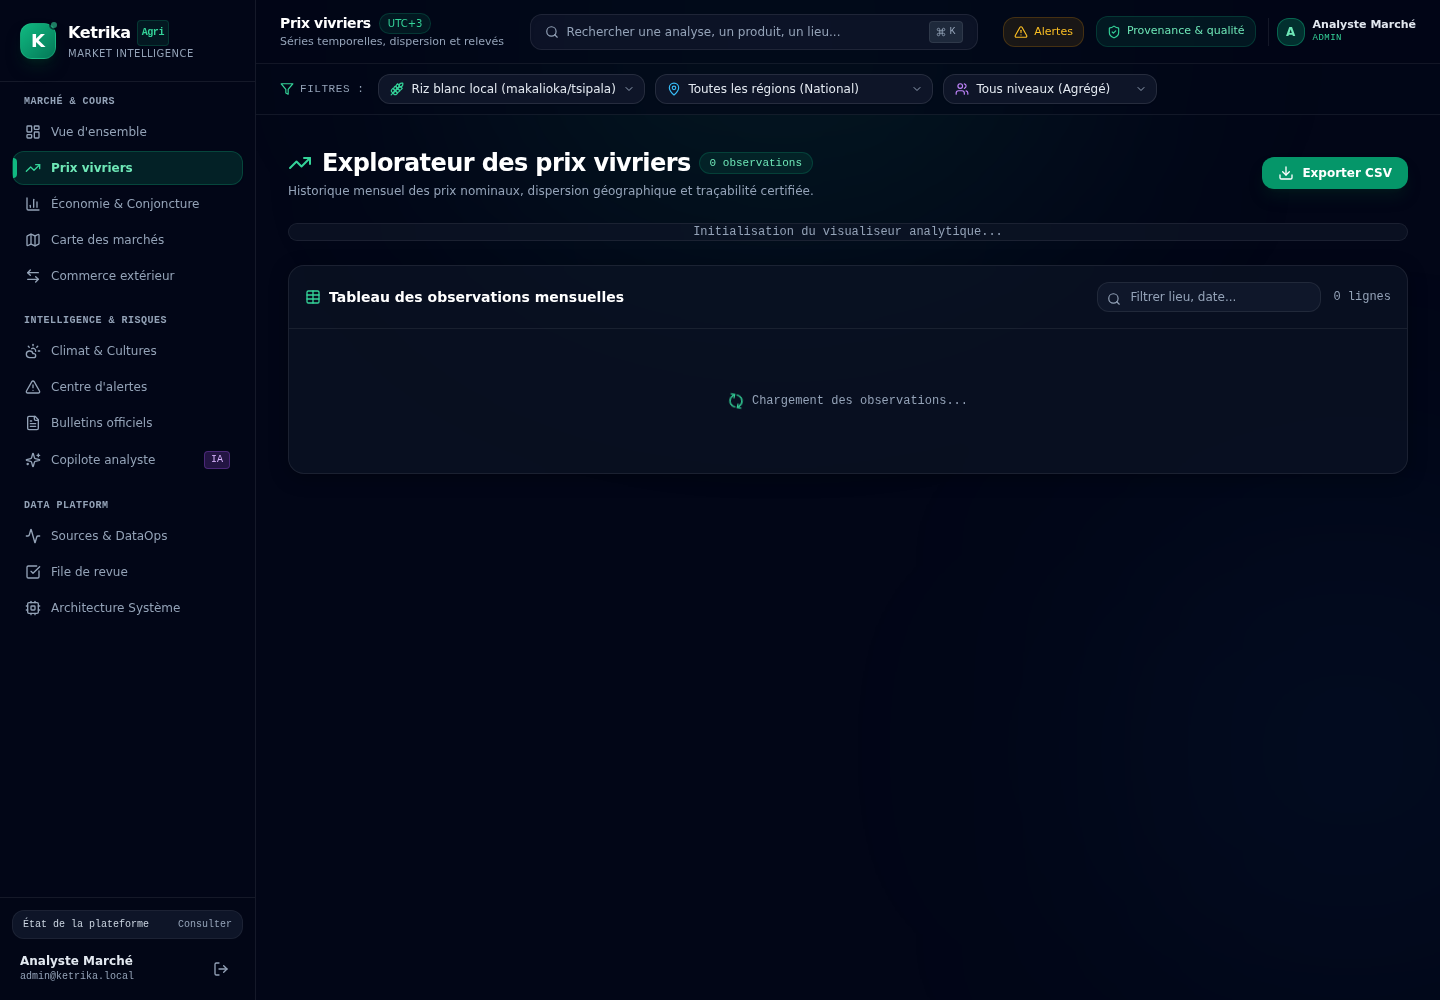 K
Ketrika Agri
MARKET INTELLIGENCE
MARCHÉ & COURS
Vue d'ensemble
Prix vivriers
Économie & Conjoncture
Carte des marchés
Commerce extérieur
INTELLIGENCE & RISQUES
Climat & Cultures
Centre d'alertes
Bulletins officiels
Copilote analyste IA
DATA PLATFORM
Sources & DataOps
File de revue
Architecture Système
État de la plateforme Consulter
Analyste Marché
admin@ketrika.local
Prix vivriers UTC+3
Séries temporelles, dispersion et relevés
Rechercher une analyse, un produit, un lieu... ⌘ K
Alertes
Provenance & qualité
A
Analyste Marché
ADMIN
FILTRES :
Riz blanc local (makalioka/tsipala)
Toutes les régions (National)
Tous niveaux (Agrégé)
Explorateur des prix vivriers 0 observations
Historique mensuel des prix nominaux, dispersion géographique et traçabilité certifiée.
Exporter CSV
Initialisation du visualiseur analytique...
Tableau des observations mensuelles
Filtrer lieu, date...
0 lignes
Chargement des observations...